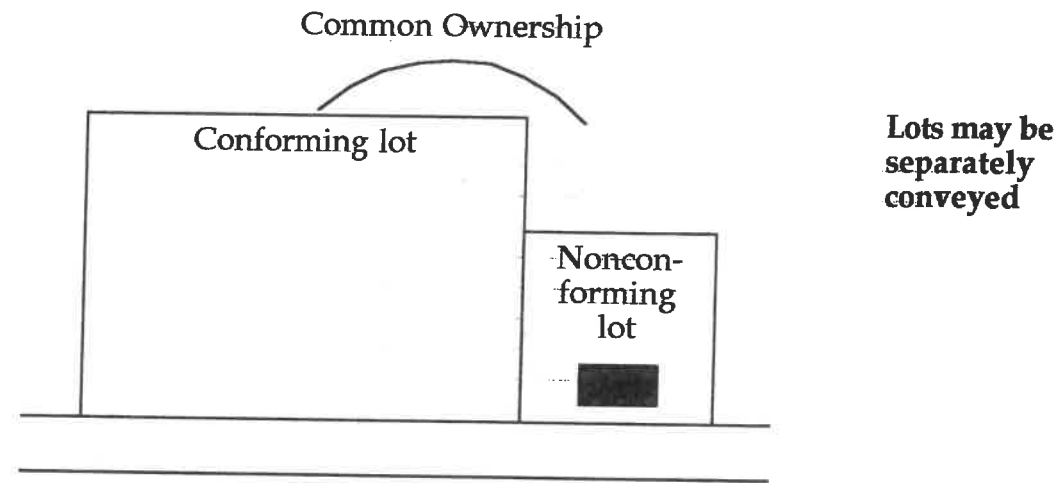 Common Ownership
Conforming lot
Lots may be
separately
conveyed
Noncon-
forming
lot